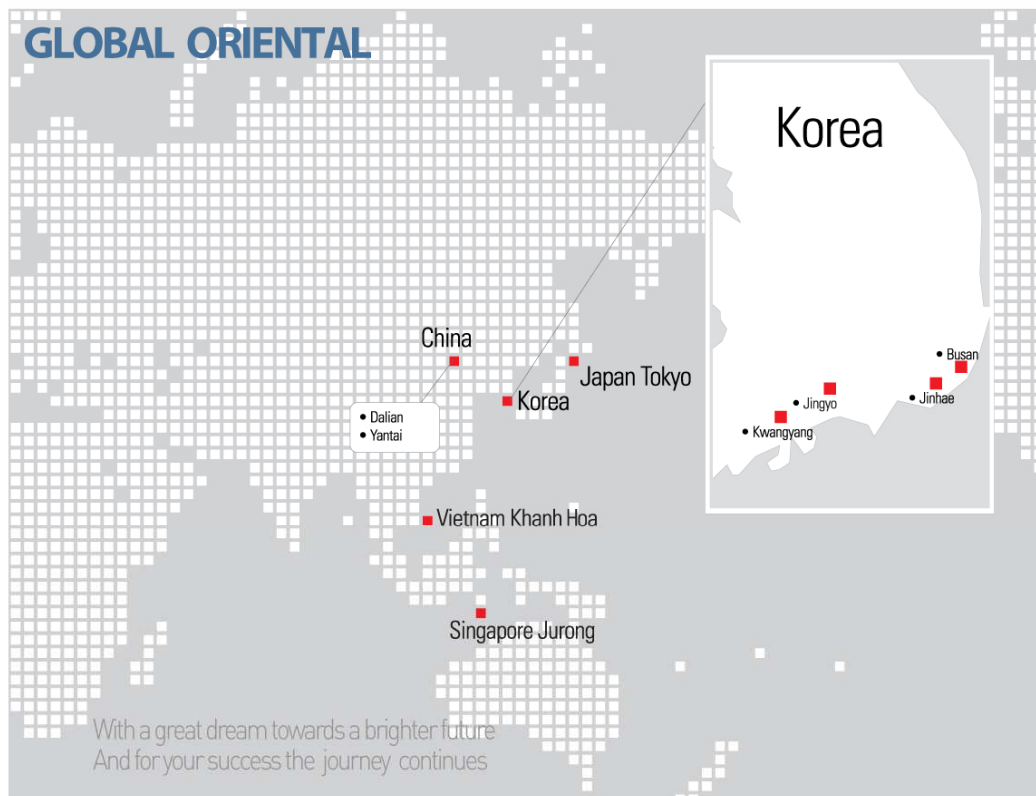 GLOBAL ORIENTAL
Korea
China
Japan Tokyo
Korea
• Dalian
• Yantai
• Busan
• Jinhae
• Jingyo
• Kwangyang
Vietnam Khanh Hoa
Singapore Jurong
With a great dream towards a brighter future
And for your success the journey continues